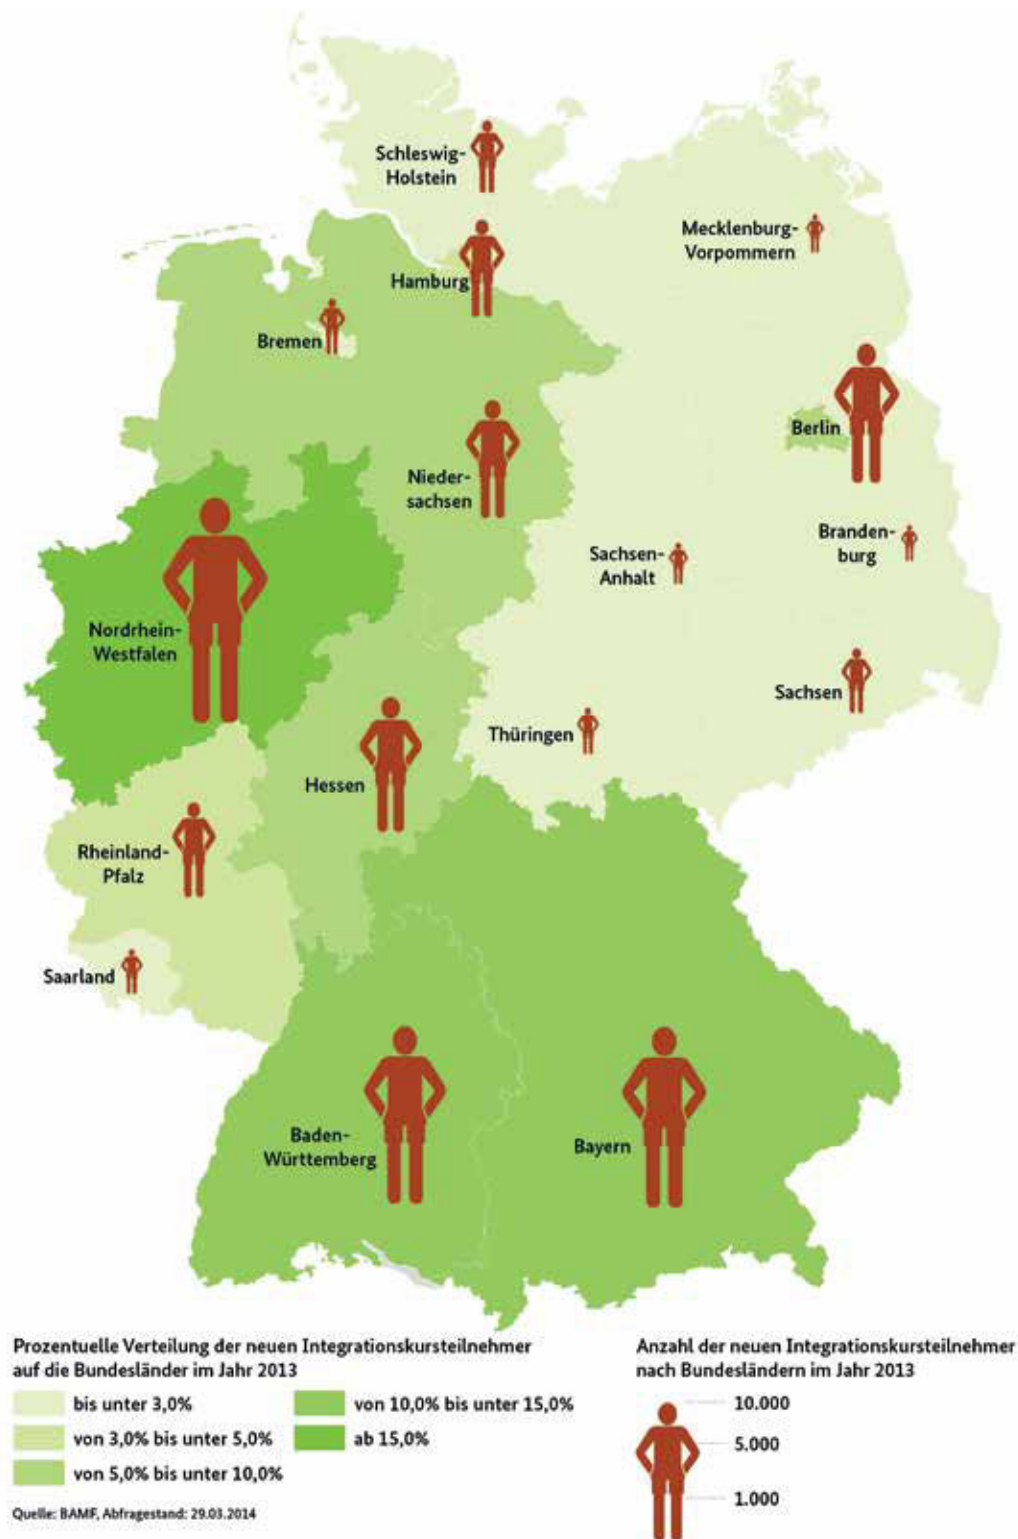 Schleswig-
Holstein
Mecklenburg-
Vorpommern
Hamburg
Bremen
Berlin
Nieder-
sachsen
Branden-
burg
Sachsen-
Anhalt
Nordrhein-
Westfalen
Sachsen
Thüringen
Hessen
Rheinland-
Pfalz
Saarland
Baden-
Württemberg
Bayern
Prozentuelle Verteilung der neuen Integrationskursteilnehmer
auf die Bundesländer im Jahr 2013
bis unter 3,0%
von 3,0% bis unter 5,0%
von 5,0% bis unter 10,0%
von 10,0% bis unter 15,0%
ab 15,0%
Quelle: BAMF, Abfragestand: 29.03.2014
Anzahl der neuen Integrationskursteilnehmer
nach Bundesländern im Jahr 2013
10.000
5.000
1.000